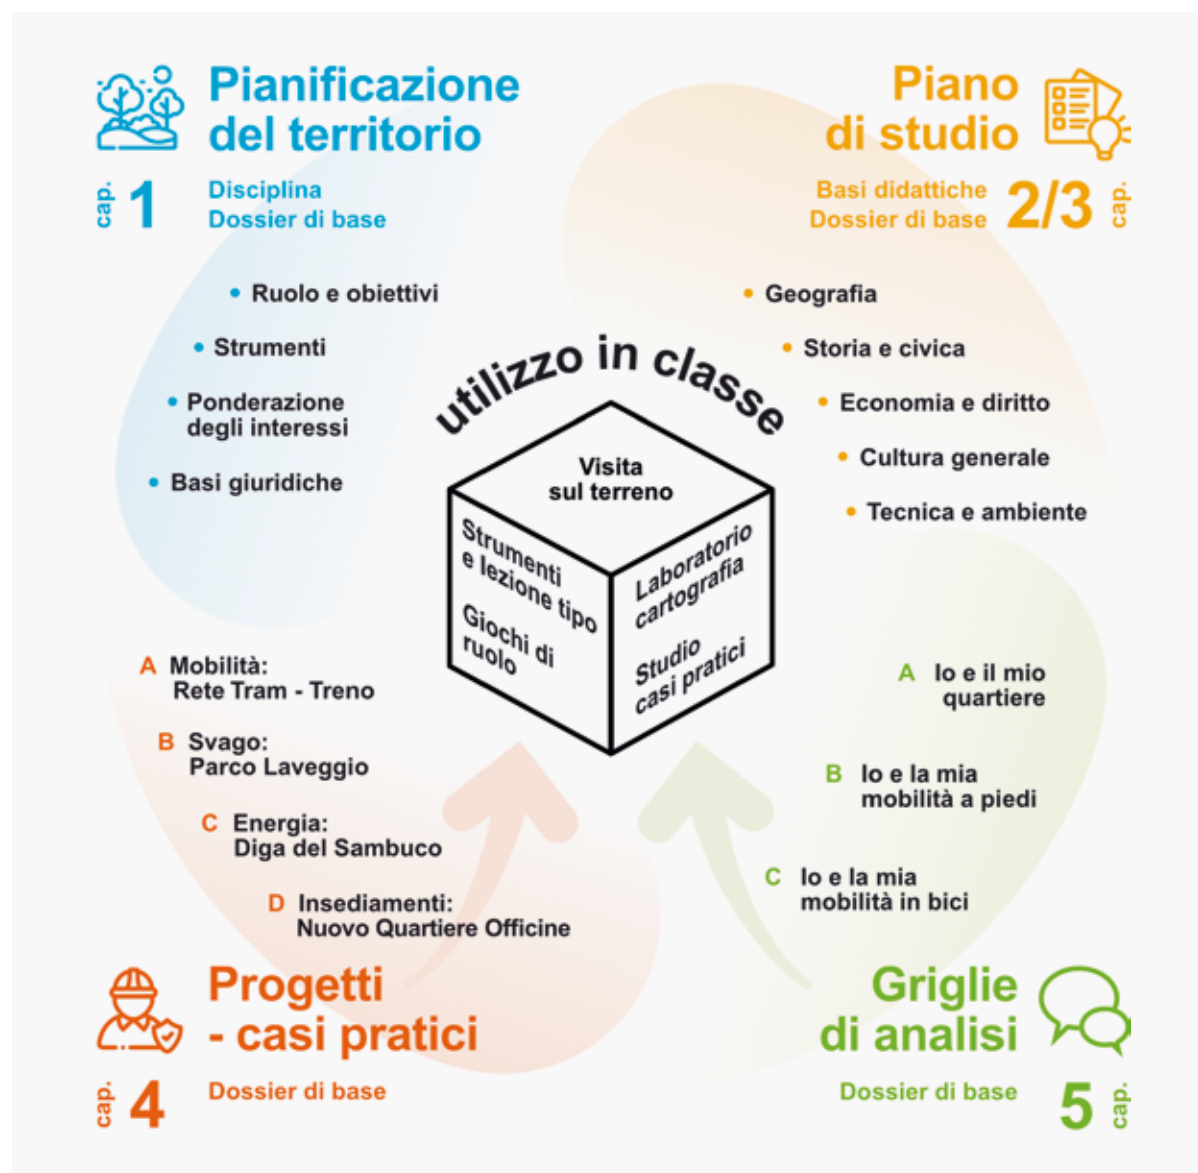 Pianificazione
del territorio
cap. 1
Disciplina
Dossier di base
• Ruolo e obiettivi
• Strumenti
• Ponderazione
degli interessi
• Basi giuridiche
Piano
di studio
Basi didattiche
Dossier di base
2/3 cap.
• Geografia
• Storia e civica
• Economia e diritto
• Cultura generale
• Tecnica e ambiente
utilizzo in classe
Visita
sul terreno
Strumenti
e lezione tipo
Giochi di
ruolo
Laboratorio
cartografia
Studio
casi pratici
A Mobilità:
Rete Tram - Treno
B Svago:
Parco Laveggio
C Energia:
Diga del Sambuco
D Insediamenti:
Nuovo Quartiere Officine
Progetti
- casi pratici
cap. 4
Dossier di base
A Io e il mio
quartiere
B Io e la mia
mobilità a piedi
C Io e la mia
mobilità in bici
Griglie
di analisi
Dossier di base
5 cap.